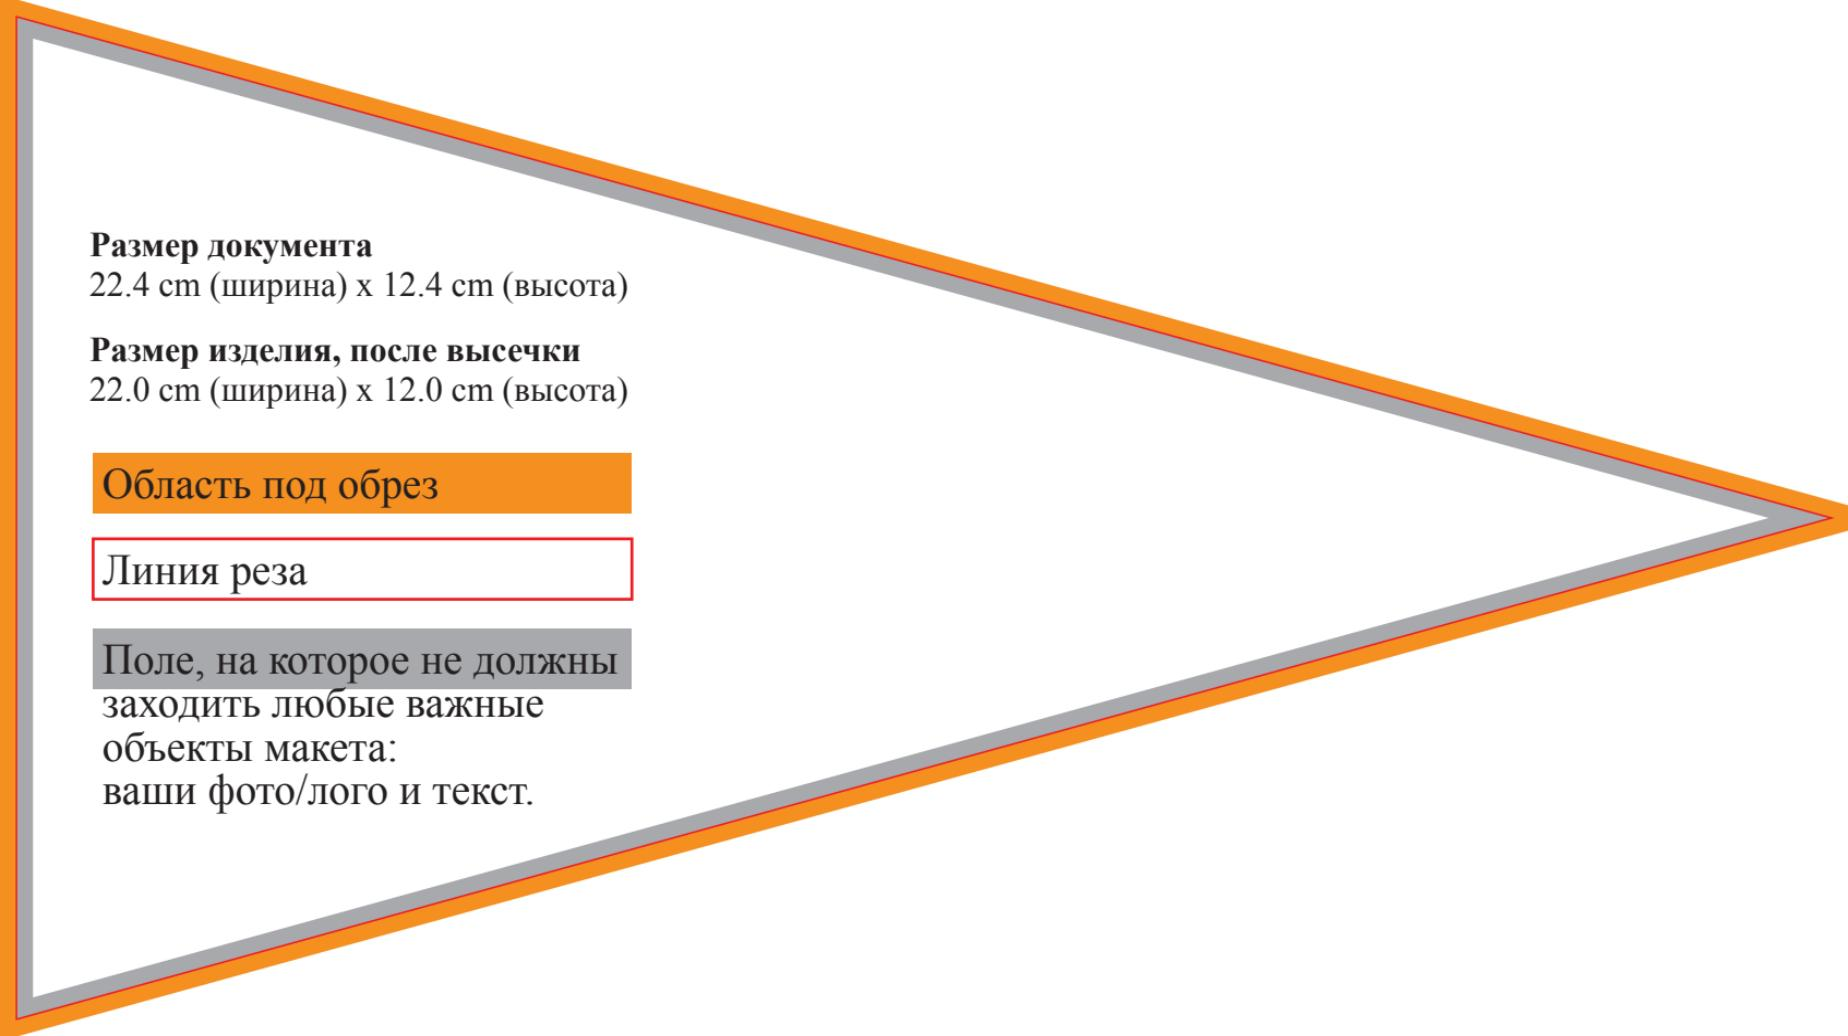 Размер документа
22.4 cm (ширина) x 12.4 cm (высота)
Размер изделия, после высечки
22.0 cm (ширина) x 12.0 cm (высота)
Область под обрез
Линия реза
Поле, на которое не должны
заходить любые важные
объекты макета:
ваши фото/лого и текст.